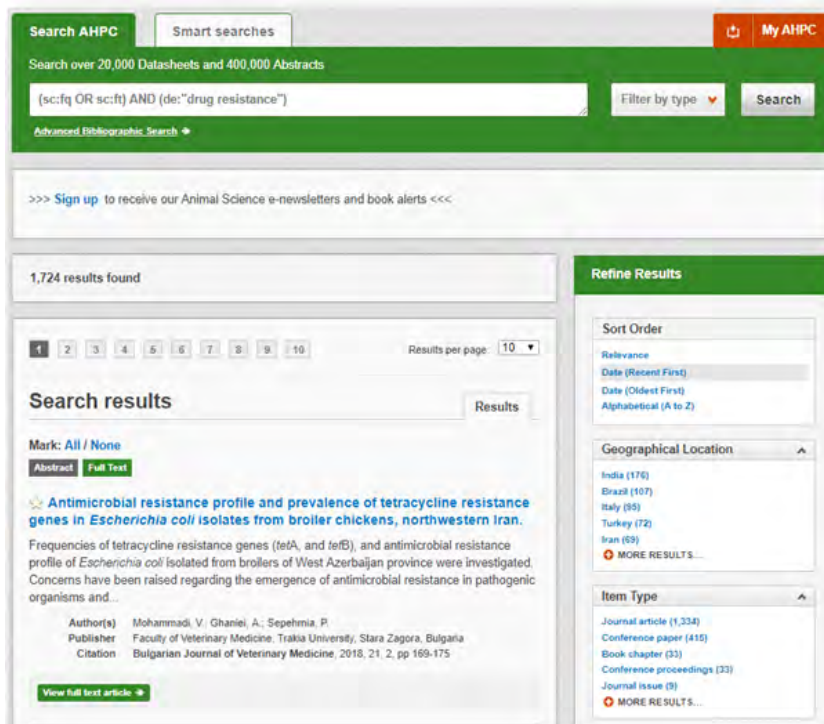 Search AHPC
Smart searches
My AHPC
Search over 20,000 Datasheets and 400,000 Abstracts
(sc:fq OR sc:ft) AND (de:"drug resistance")
Filter by type
Search
Advanced Bibliographic Search
>>> Sign up to receive our Animal Science e-newsletters and book alerts <<<
1,724 results found
1 2 3 4 5 6 7 8 9 10
Results per page: 10
Search results
Results
Mark: All / None
Abstract Full Text
Antimicrobial resistance profile and prevalence of tetracycline resistance
genes in Escherichia coli isolates from broiler chickens, northwestern Iran.
Frequencies of tetracycline resistance genes (tetA, and tetB), and antimicrobial resistance
profile of Escherichia coli isolated from broilers of West Azerbaijan province were investigated.
Concerns have been raised regarding the emergence of antimicrobial resistance in pathogenic
organisms and...
Author(s) Mohammadi, V.; Ghaniei, A.; Sepehrnia, P.
Publisher Faculty of Veterinary Medicine, Trakia University, Stara Zagora, Bulgaria
Citation Bulgarian Journal of Veterinary Medicine, 2018, 21, 2, pp 169-175
View full text article
Refine Results
Sort Order
Relevance
Date (Recent First)
Date (Oldest First)
Alphabetical (A to Z)
Geographical Location
India (176)
Brazil (107)
Italy (95)
Turkey (72)
Iran (69)
MORE RESULTS...
Item Type
Journal article (1,334)
Conference paper (415)
Book chapter (33)
Conference proceedings (33)
Journal issue (9)
MORE RESULTS...